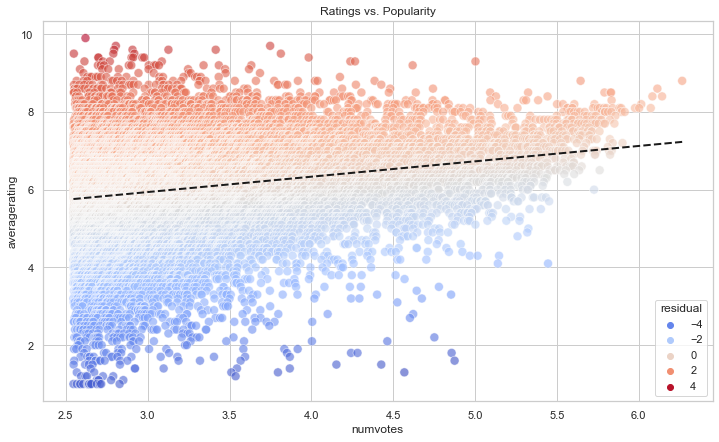 Ratings vs. Popularity
10
8
6
4
2
averagerating
2.5 3.0 3.5 4.0 4.5 5.0 5.5 6.0
numvotes
residual
−4
−2
0
2
4